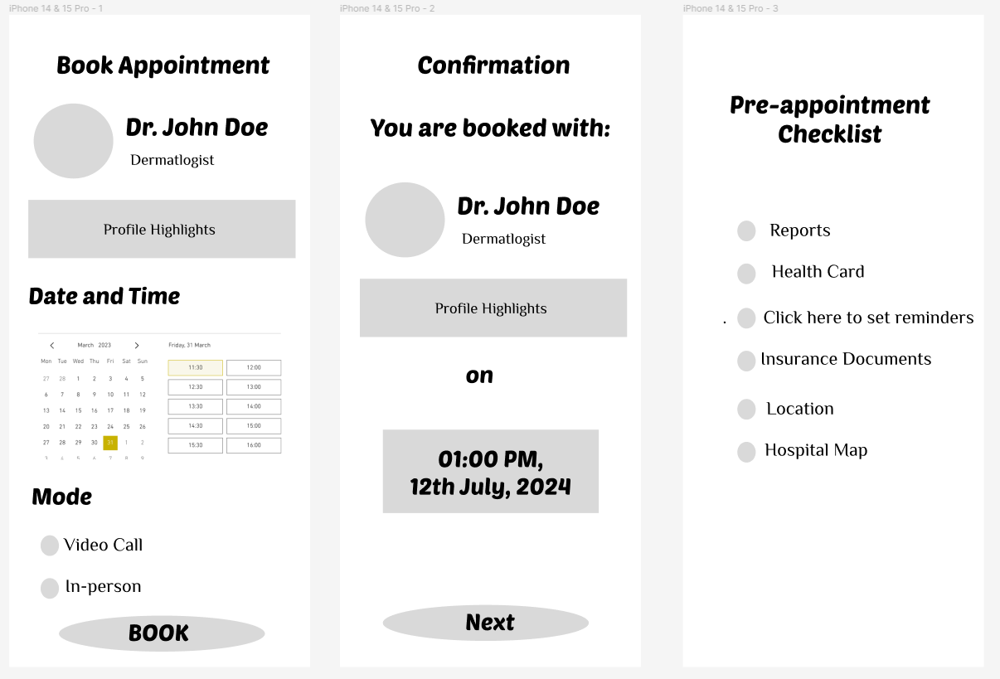 iPhone 14 & 15 Pro - 1
Book Appointment
Dr. John Doe
Dermatlogist
Profile Highlights
Date and Time
March 2023
Mon Tue Wed Thu Fri Sat Sun
27 28 1 2 3 4 5
6 7 8 9 10 11 12
13 14 15 16 17 18 19
20 21 22 23 24 25 26
27 28 29 30 31 1 2
3 4 5 6 7 8 9
Friday, 31 March
11:30 12:00
12:30 13:00
13:30 14:00
14:30 15:00
15:30 16:00
Mode
Video Call
In-person
BOOK
iPhone 14 & 15 Pro - 2
Confirmation
You are booked with:
Dr. John Doe
Dermatlogist
Profile Highlights
on
01:00 PM,
12th July, 2024
Next
iPhone 14 & 15 Pro - 3
Pre-appointment
Checklist
Reports
Health Card
. Click here to set reminders
Insurance Documents
Location
Hospital Map